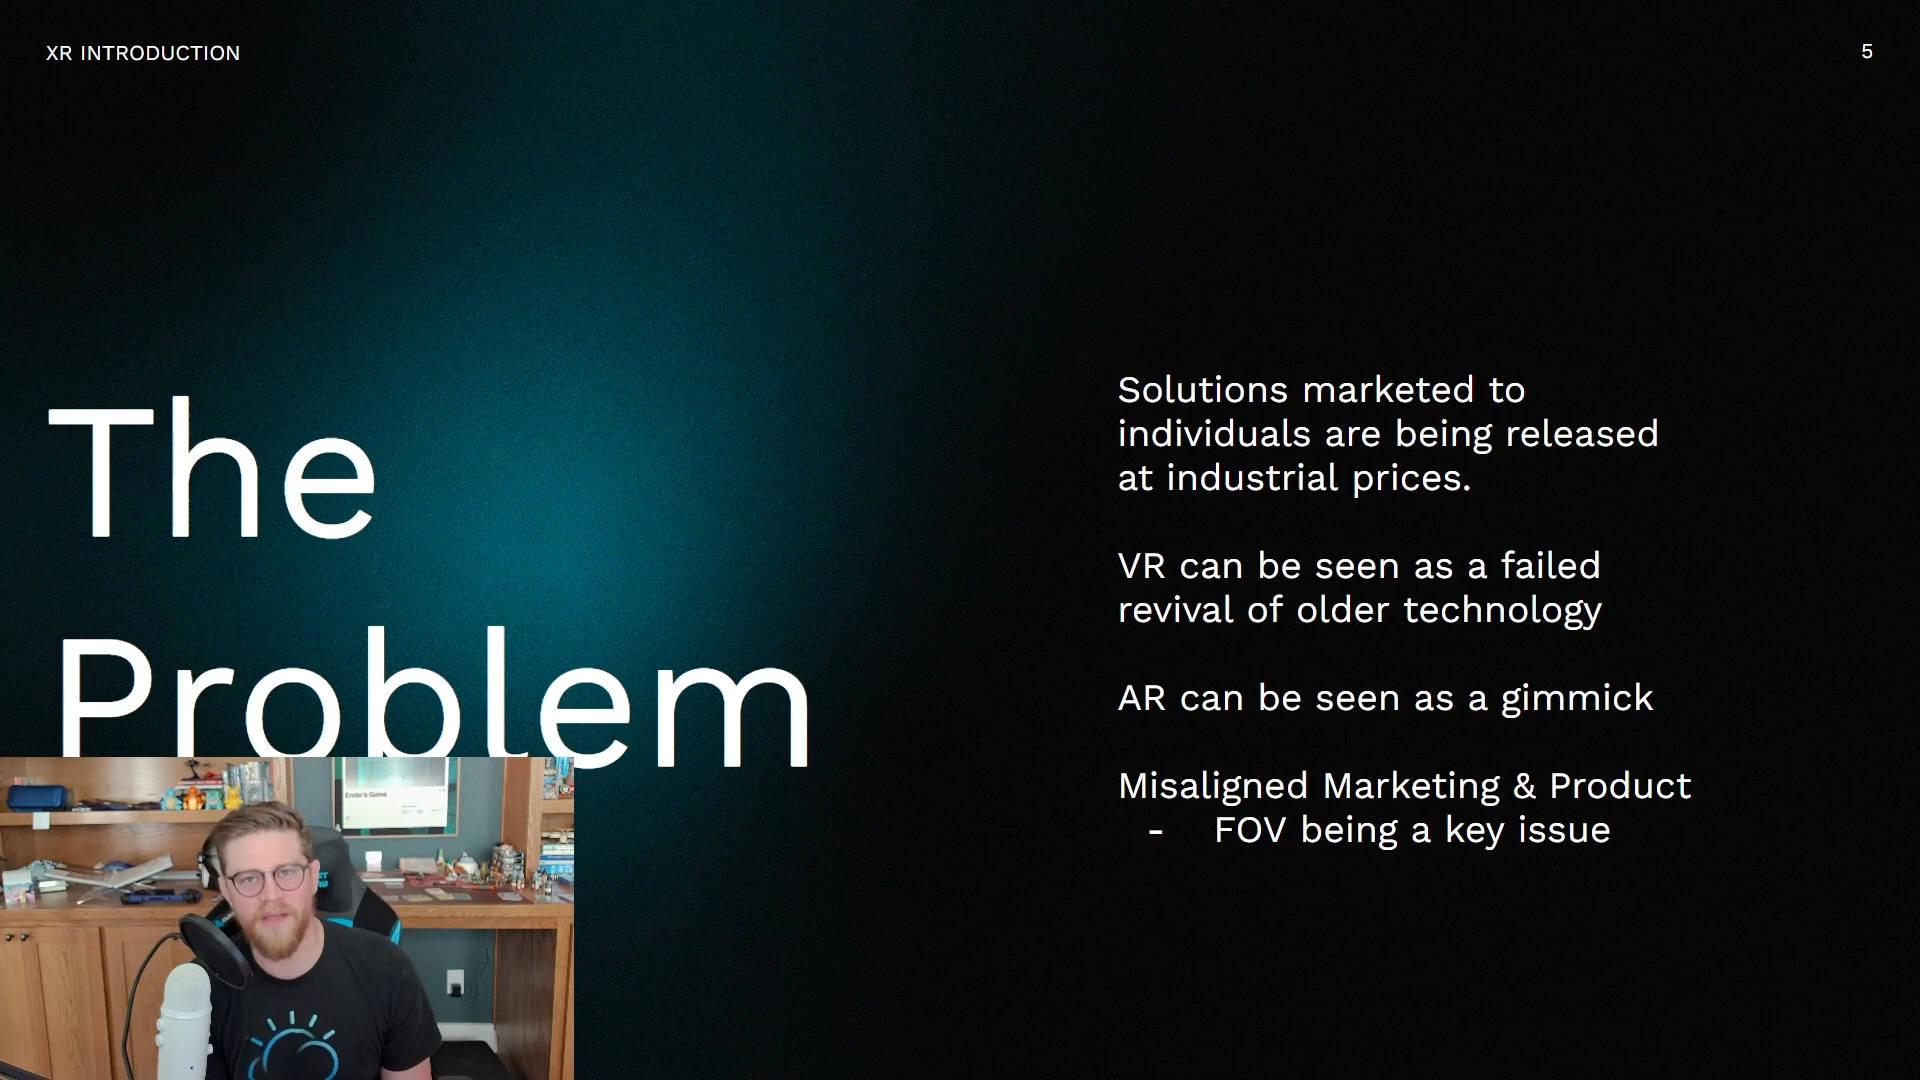 XR INTRODUCTION
5
The
Problem
Solutions marketed to
individuals are being released
at industrial prices.
VR can be seen as a failed
revival of older technology
AR can be seen as a gimmick
Misaligned Marketing & Product
- FOV being a key issue
Ender's Game